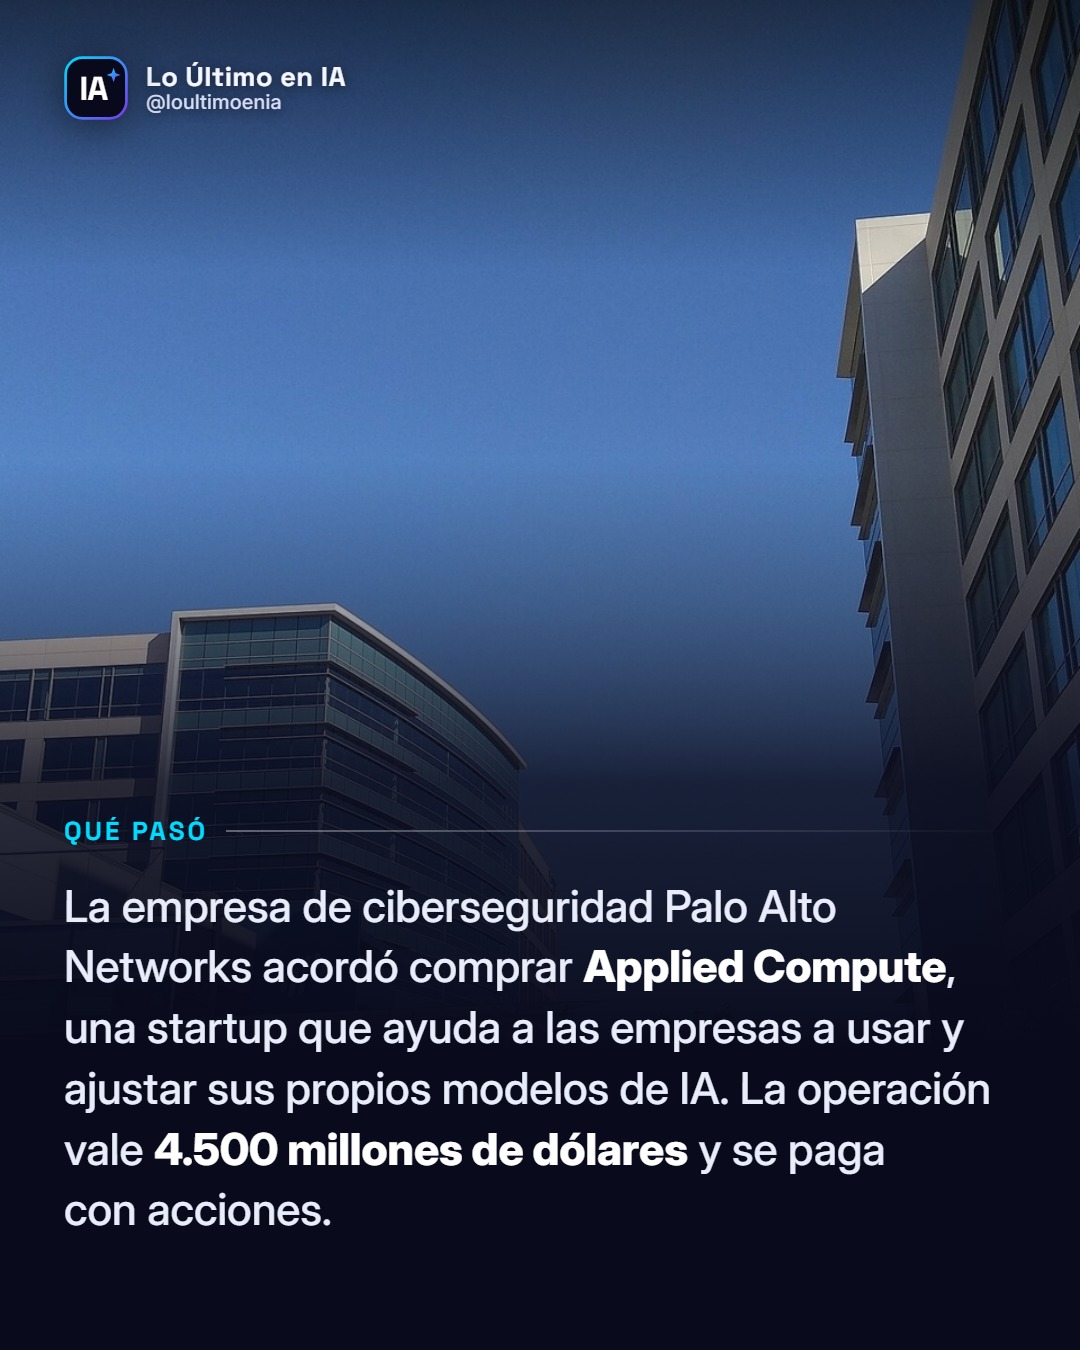 IA
Lo Último en IA
@loultimoenia
QUÉ PASÓ
La empresa de ciberseguridad Palo Alto
Networks acordó comprar Applied Compute,
una startup que ayuda a las empresas a usar y
ajustar sus propios modelos de IA. La operación
vale 4.500 millones de dólares y se paga
con acciones.